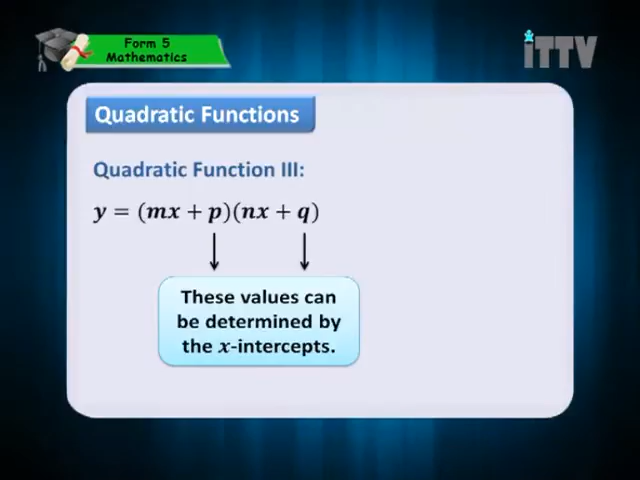 Form 5
Mathematics
iTTV
Quadratic Functions
Quadratic Function III:
y = (mx + p)(nx + q)
These values can
be determined by
the x-intercepts.